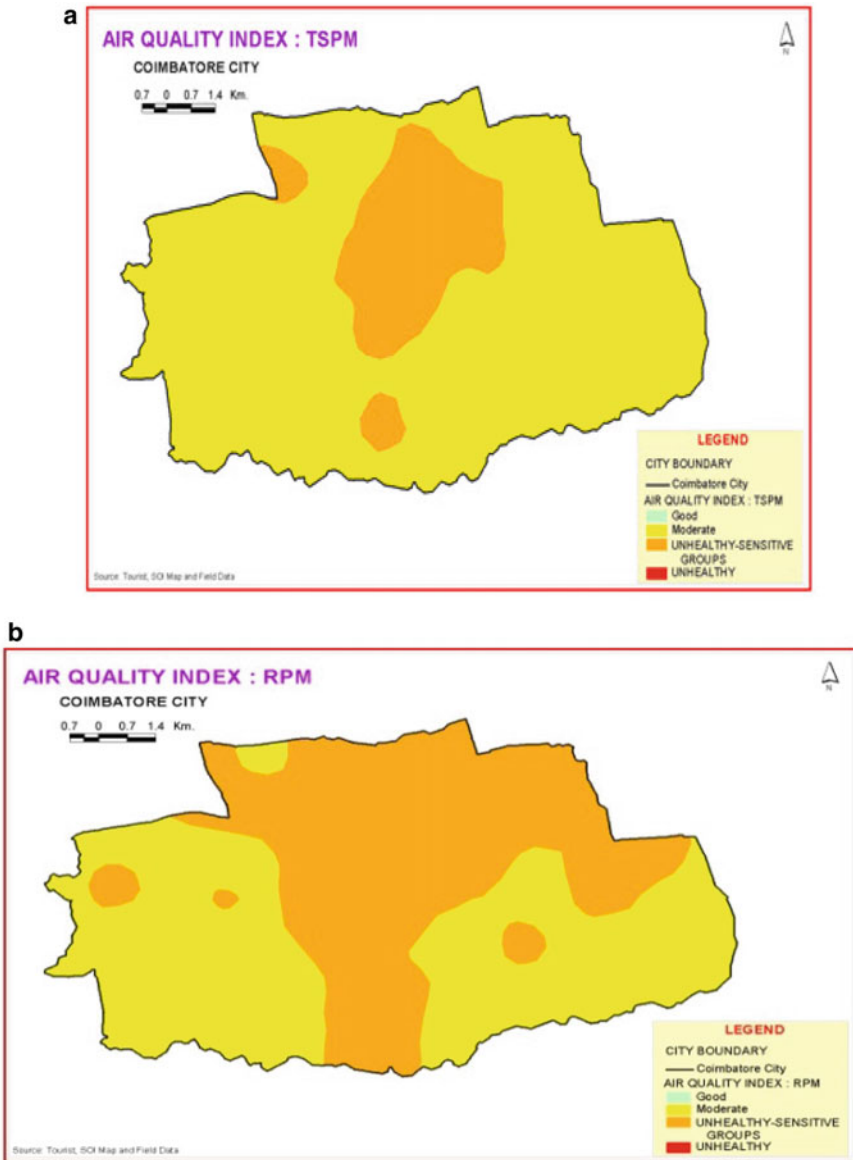 a
AIR QUALITY INDEX : TSPM
COIMBATORE CITY
0.7 0 0.7 1.4 Km.
N
LEGEND
CITY BOUNDARY
Coimbatore City
AIR QUALITY INDEX : TSPM
Good
Moderate
UNHEALTHY-SENSITIVE
GROUPS
UNHEALTHY
Source: Tourist, SOI Map and Field Data
b
AIR QUALITY INDEX : RPM
COIMBATORE CITY
0.7 0 0.7 1.4 Km.
N
LEGEND
CITY BOUNDARY
Coimbatore City
AIR QUALITY INDEX : RPM
Good
Moderate
UNHEALTHY-SENSITIVE
GROUPS
UNHEALTHY
Source: Tourist, SOI Map and Field Data